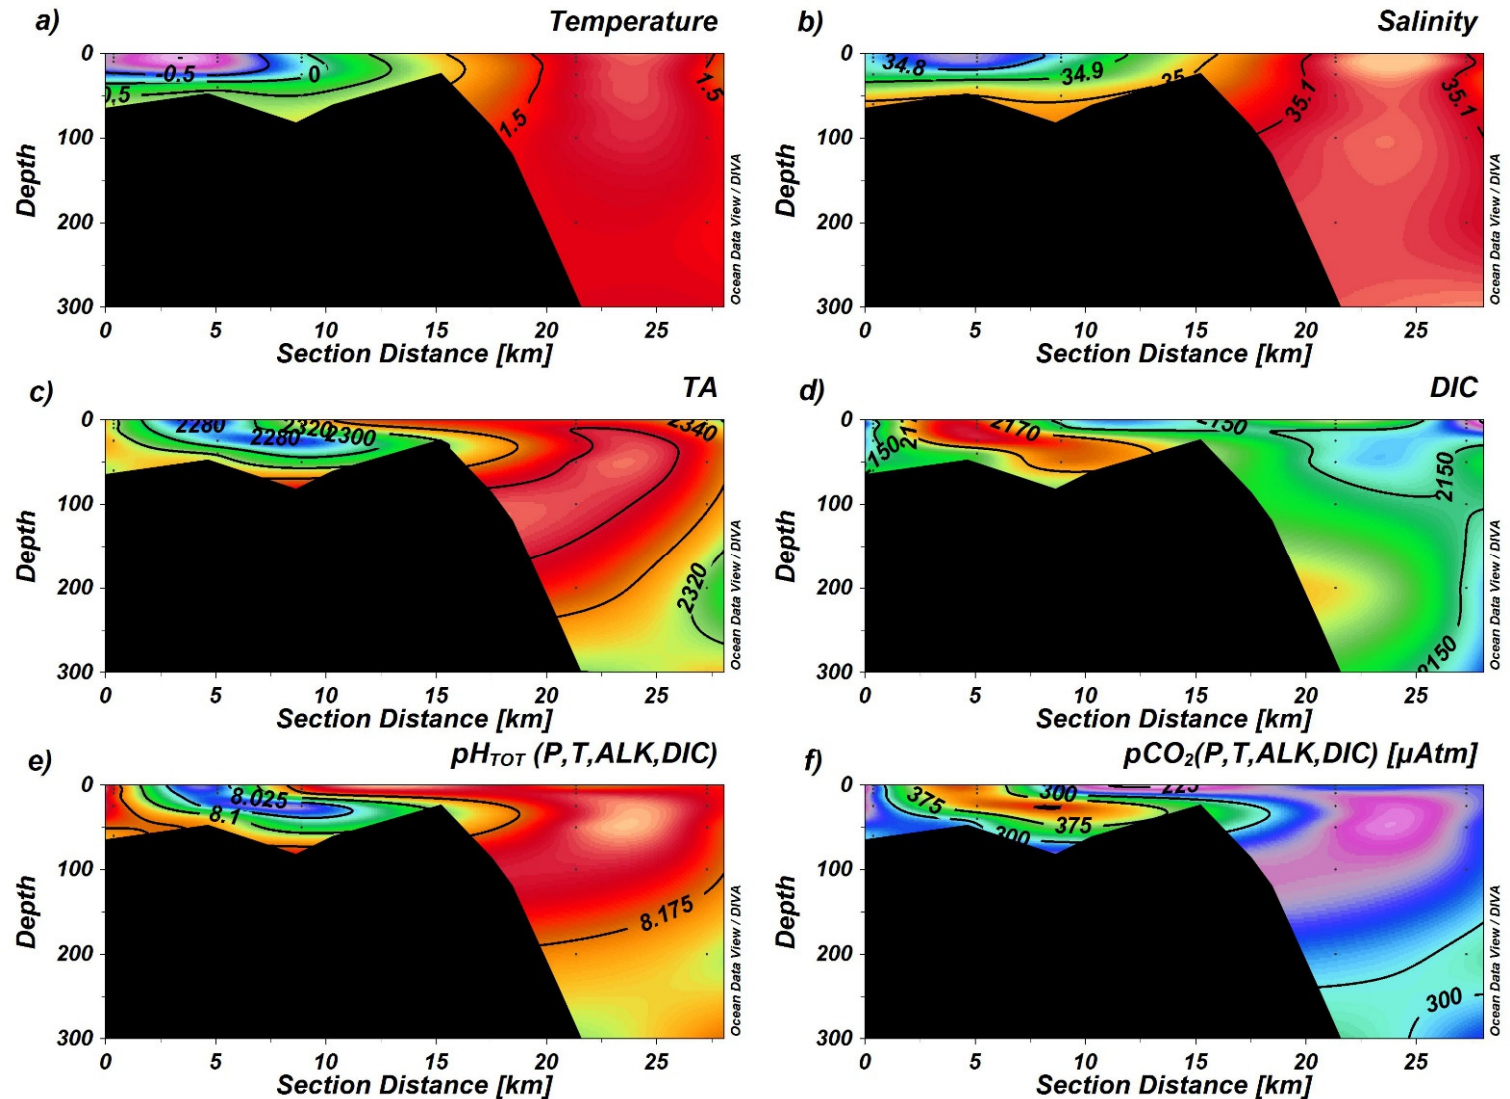 a) Temperature
-0.5 0
0.5
1.5 1.5
0
100
200
300
Depth
0 5 10 15 20 25
Section Distance [km]
Ocean Data View / DIVA
b) Salinity
34.8 34.9 35
35.1 35.1
0
100
200
300
Depth
0 5 10 15 20 25
Section Distance [km]
Ocean Data View / DIVA
c) TA
2280 2320 2340
2280 2300
2320
0
100
200
300
Depth
0 5 10 15 20 25
Section Distance [km]
Ocean Data View / DIVA
d) DIC
2170 2150
2150
2150
2150
0
100
200
300
Depth
0 5 10 15 20 25
Section Distance [km]
Ocean Data View / DIVA
e) pHTOT (P,T,ALK,DIC)
8.025
8.1
8.175
0
100
200
300
Depth
0 5 10 15 20 25
Section Distance [km]
Ocean Data View / DIVA
f) pCO2(P,T,ALK,DIC) [µAtm]
375 300 225
300 375
300
0
100
200
300
Depth
0 5 10 15 20 25
Section Distance [km]
Ocean Data View / DIVA